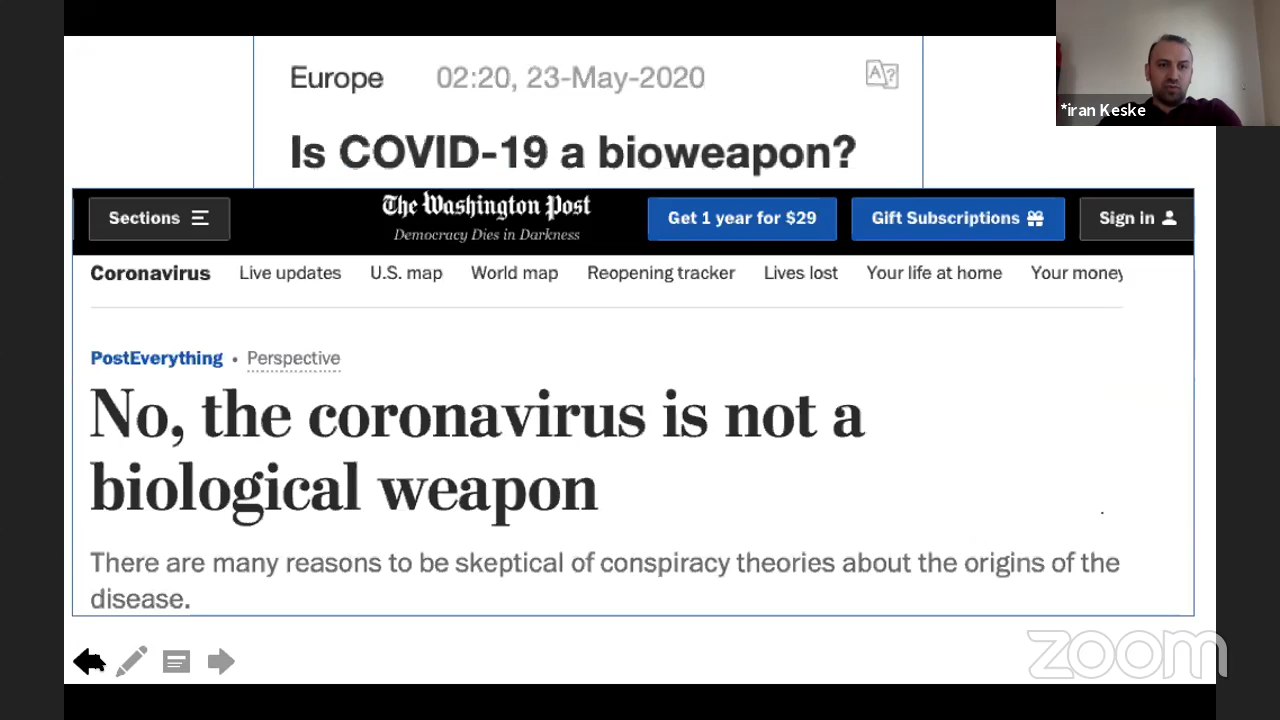 Europe 02:20, 23-May-2020
Is COVID-19 a bioweapon?
*iran Keske
Sections The Washington Post Get 1 year for $29 Gift Subscriptions Sign in
Democracy Dies in Darkness
Coronavirus Live updates U.S. map World map Reopening tracker Lives lost Your life at home Your money
PostEverything • Perspective
No, the coronavirus is not a
biological weapon
There are many reasons to be skeptical of conspiracy theories about the origins of the
disease.
zoom